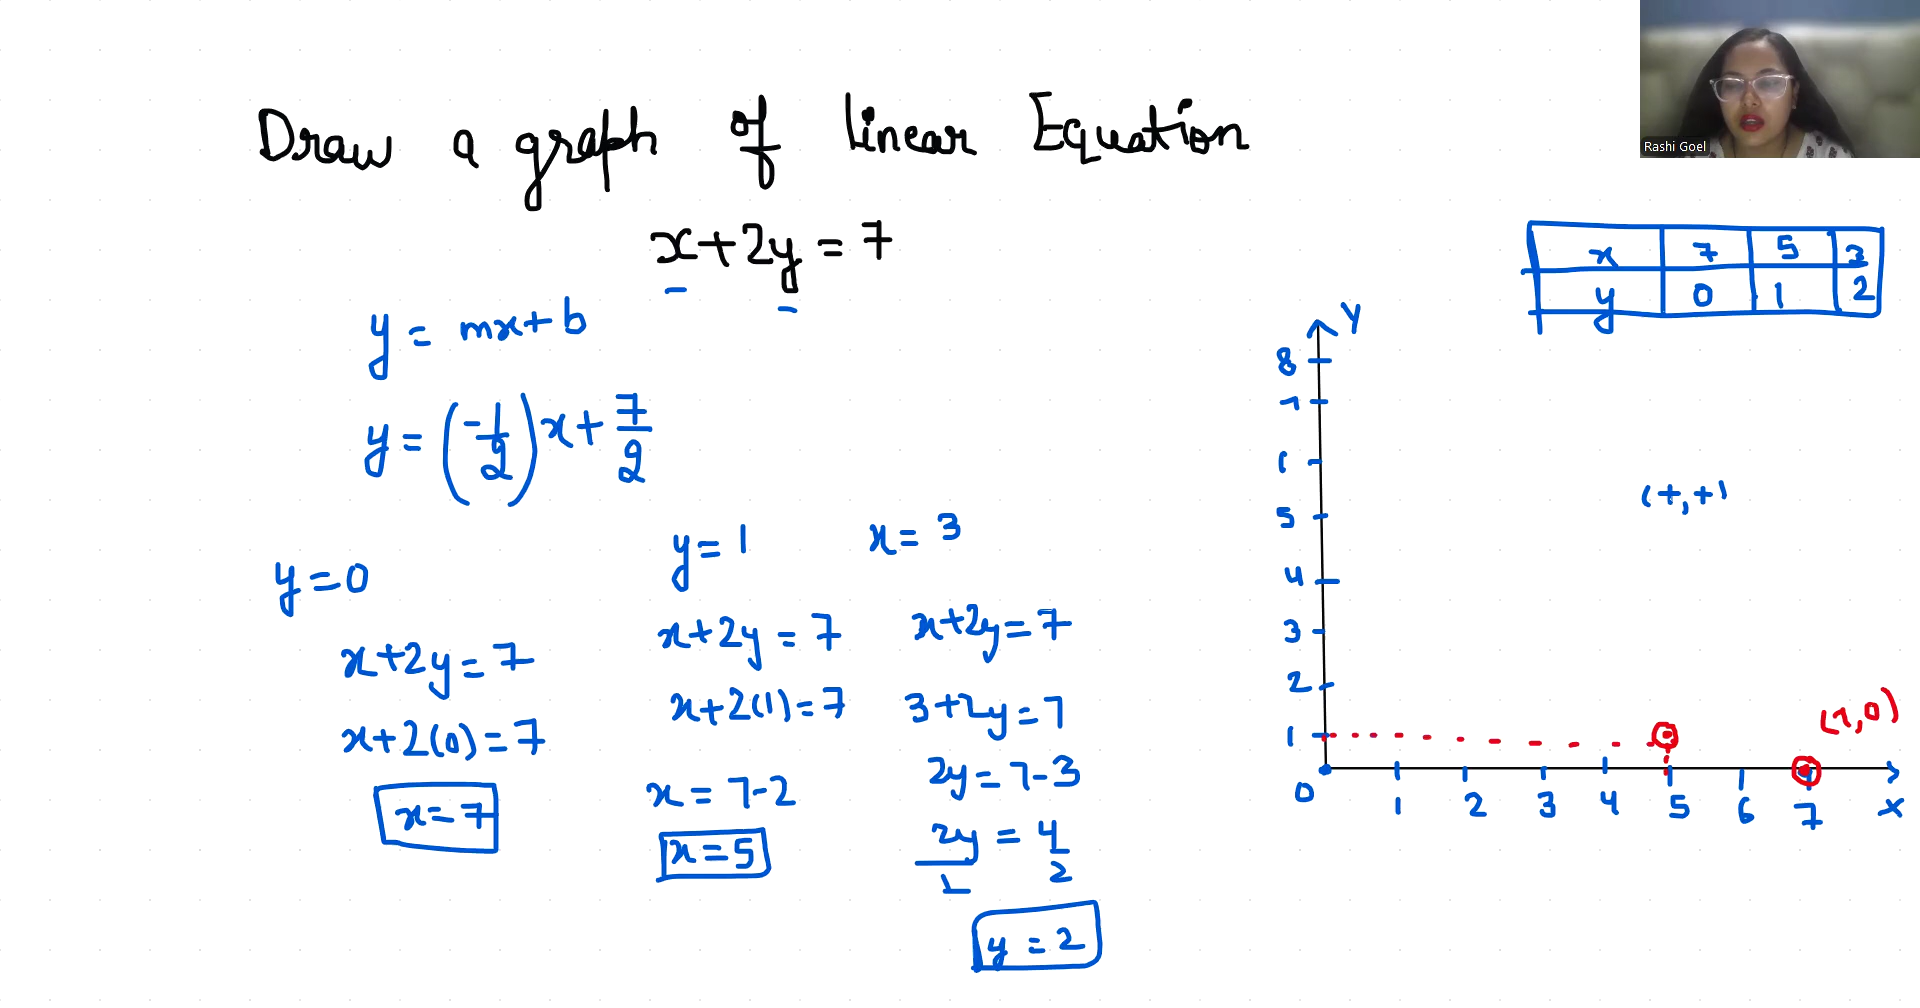 Rashi Goel
Draw a graph of linear Equation
x+2y = 7
y = mx+b
y = (-1/2)x + 7/2
y = 0
x+2y = 7
x+2(0) = 7
x = 7
y = 1
x+2y = 7
x+2(1) = 7
x = 7-2
x = 5
x = 3
x+2y = 7
3+2y = 7
2y = 7-3
2y = 4
2
y = 2
x 7 5 3
y 0 1 2
Y
8
7
5
4
3
2
1
0 1 2 3 4 5 6 7 X
(+,+)
(7,0)